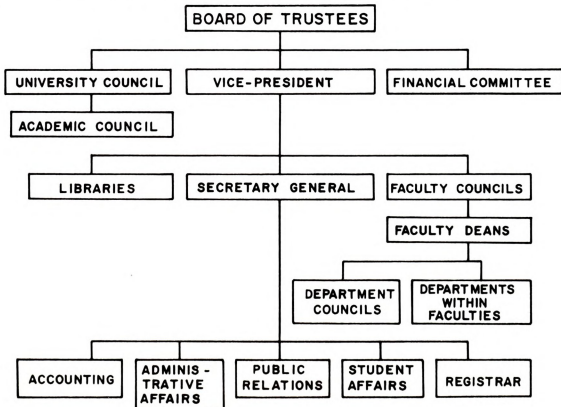 BOARD OF TRUSTEES
UNIVERSITY COUNCIL
VICE-PRESIDENT
FINANCIAL COMMITTEE
ACADEMIC COUNCIL
LIBRARIES
SECRETARY GENERAL
FACULTY COUNCILS
FACULTY DEANS
DEPARTMENT
COUNCILS
DEPARTMENTS
WITHIN
FACULTIES
ACCOUNTING
ADMINIS-
TRATIVE
AFFAIRS
PUBLIC
RELATIONS
STUDENT
AFFAIRS
REGISTRAR